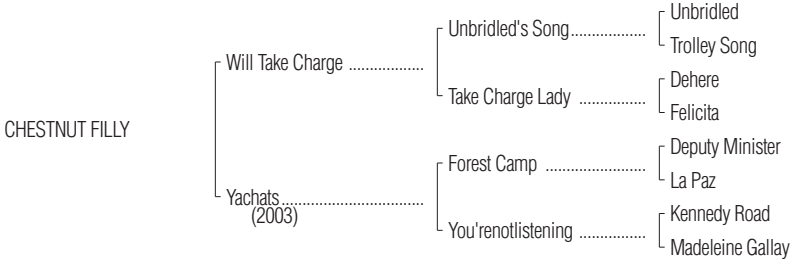 Unbridled
Unbridled's Song..................
Trolley Song
Will Take Charge ..................
Dehere
Take Charge Lady ................
Felicita
CHESTNUT FILLY
Deputy Minister
Forest Camp ........................
La Paz
Yachats..................................
(2003)
Kennedy Road
You'renotlistening ................
Madeleine Gallay